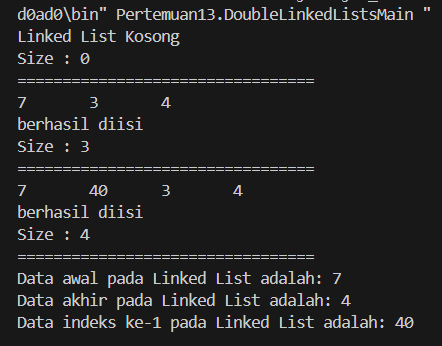 d0ad0\bin" Pertemuan13.DoubleLinkedListsMain "
Linked List Kosong
Size : 0
=================================
7 3 4
berhasil diisi
Size : 3
=================================
7 40 3 4
berhasil diisi
Size : 4
=================================
Data awal pada Linked List adalah: 7
Data akhir pada Linked List adalah: 4
Data indeks ke-1 pada Linked List adalah: 40